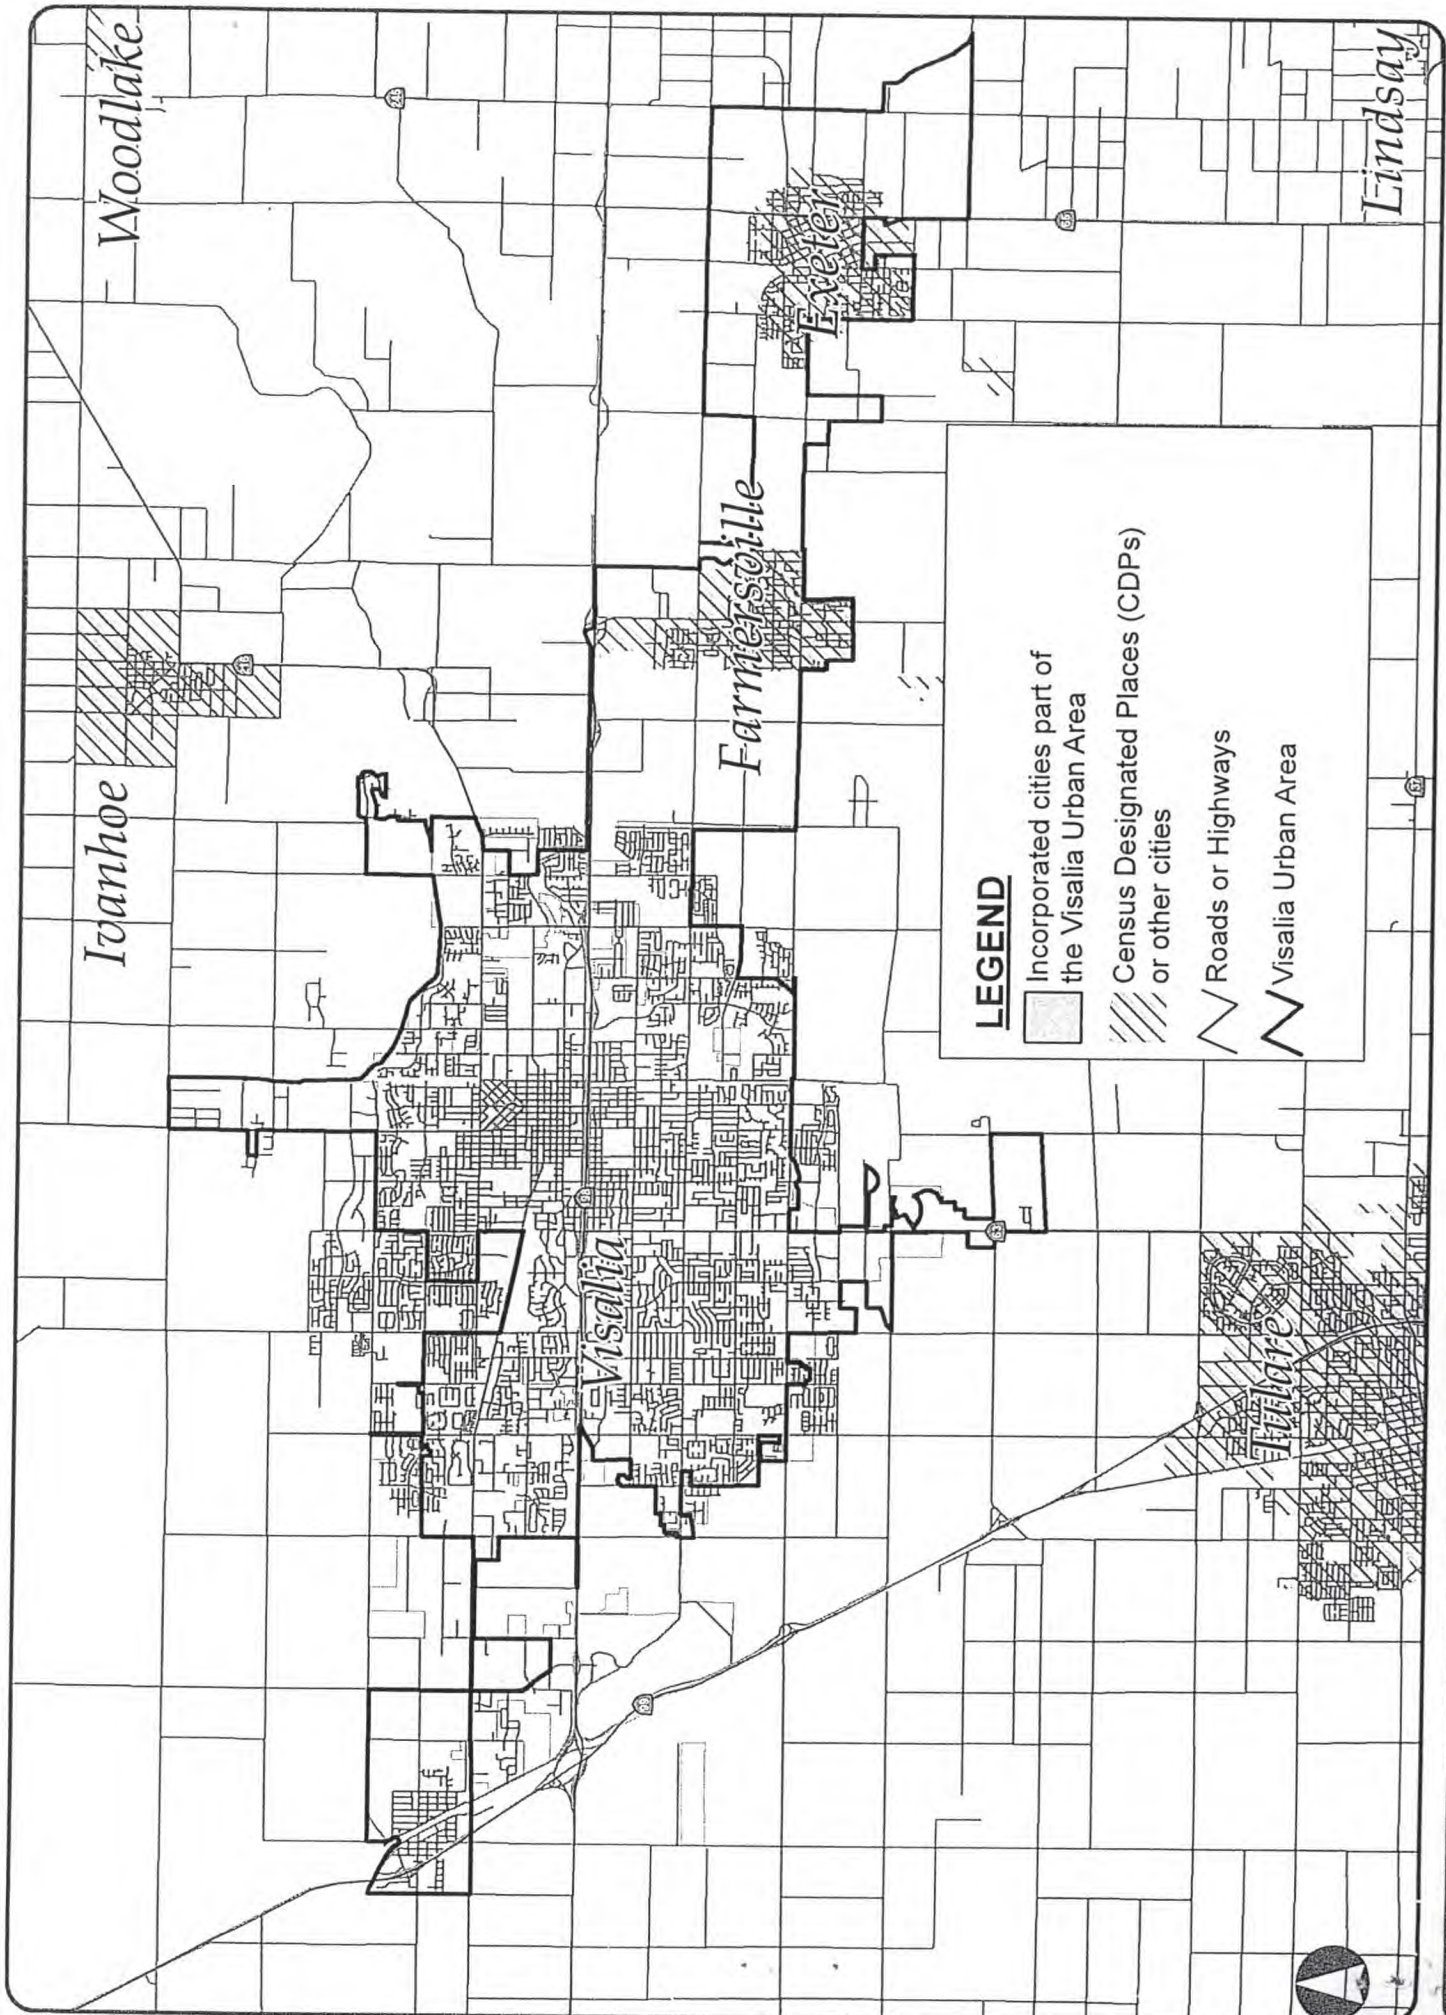 Woodlake
Ivanhoe
Exeter
Farmersville
Visalia
Lindsay
Tulare
LEGEND
Incorporated cities part of
the Visalia Urban Area
Census Designated Places (CDPs)
or other cities
Roads or Highways
Visalia Urban Area